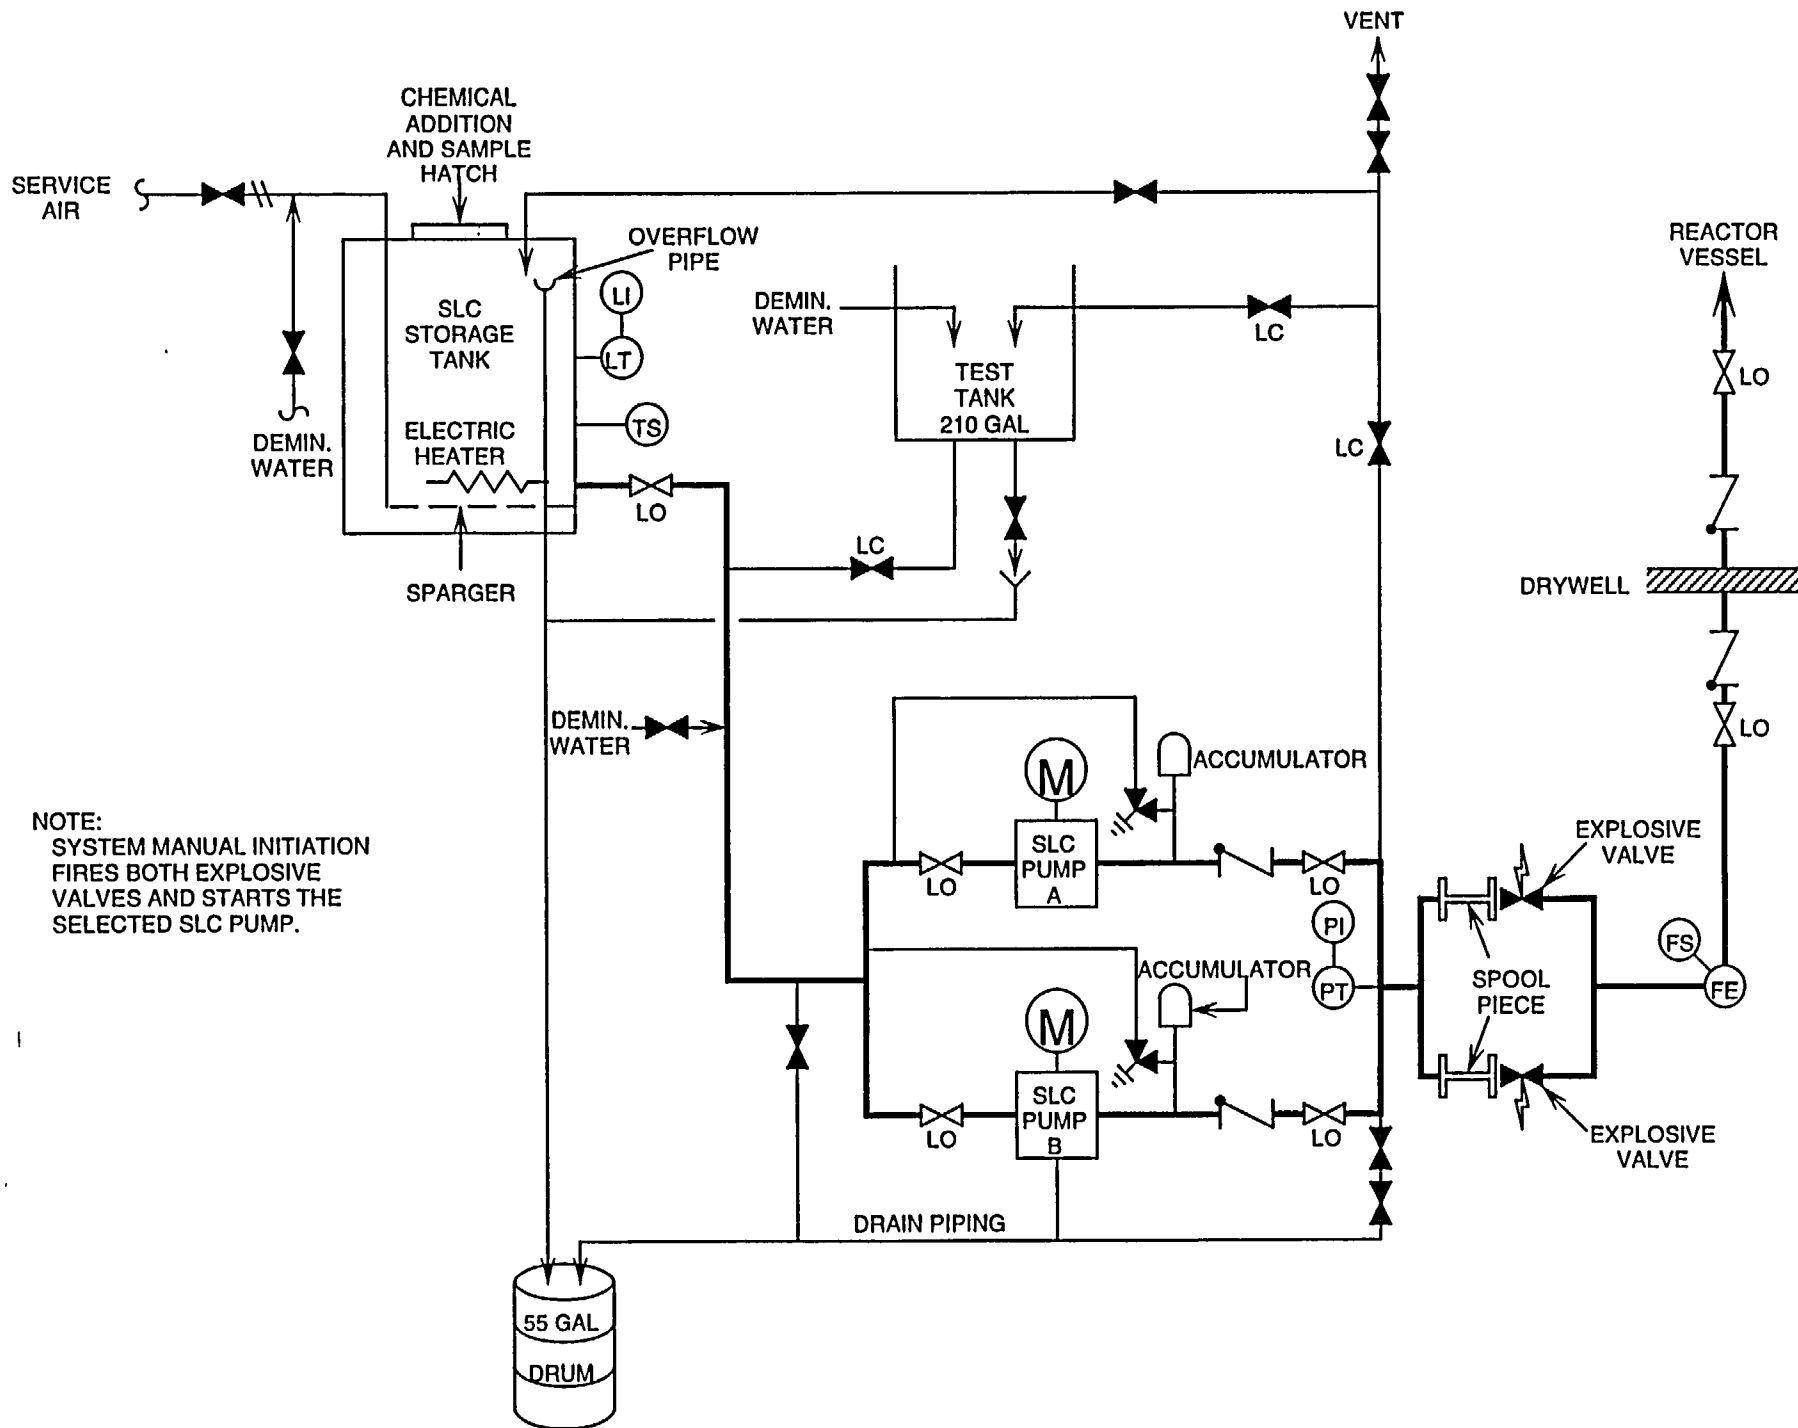 VENT
CHEMICAL
ADDITION
AND SAMPLE
HATCH
SERVICE
AIR
OVERFLOW
PIPE
REACTOR
VESSEL
LI
SLC
STORAGE
TANK
DEMIN.
WATER
LC
LT
TEST
TANK
210 GAL
LO
TS
DEMIN.
WATER
ELECTRIC
HEATER
LC
LO
LC
SPARGER
DRYWELL
DEMIN.
WATER
LO
M
ACCUMULATOR
NOTE:
SYSTEM MANUAL INITIATION
FIRES BOTH EXPLOSIVE
VALVES AND STARTS THE
SELECTED SLC PUMP.
SLC
PUMP
A
LO
LO
EXPLOSIVE
VALVE
PI
FS
ACCUMULATOR
PT
SPOOL
PIECE
FE
M
SLC
PUMP
B
LO
LO
EXPLOSIVE
VALVE
DRAIN PIPING
55 GAL
DRUM